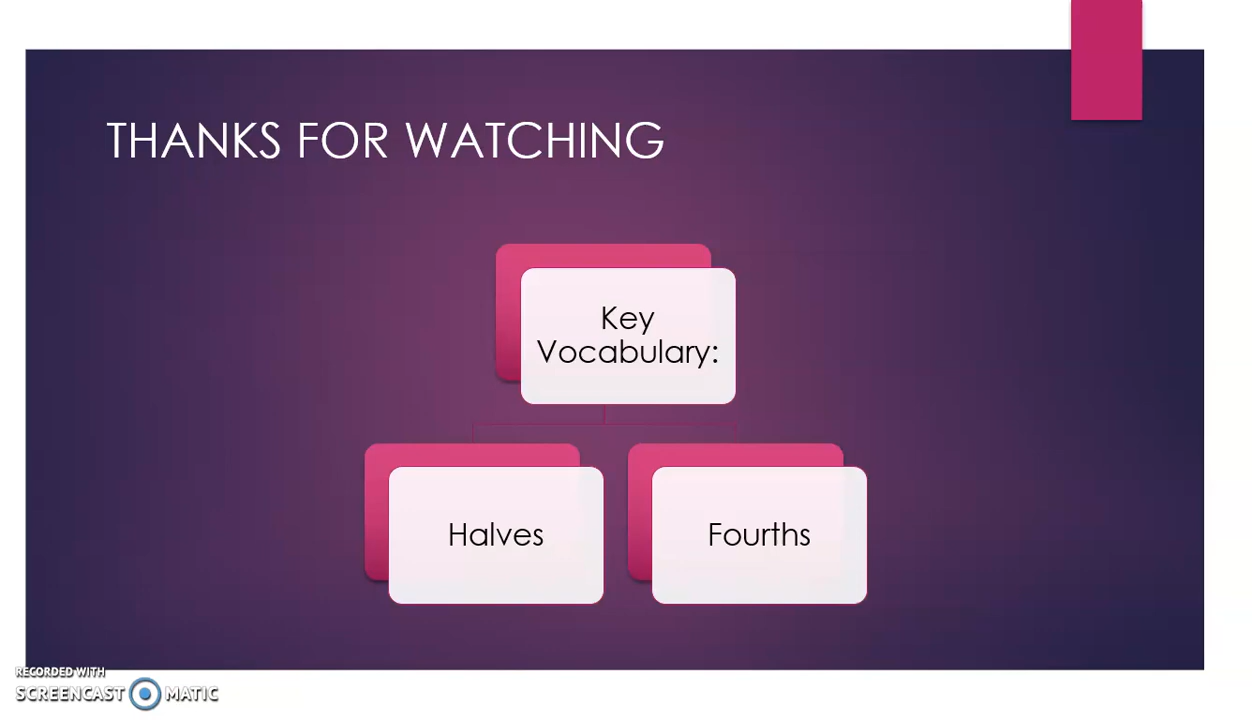 THANKS FOR WATCHING
Key
Vocabulary:
Halves
Fourths
RECORDED WITH
SCREENCAST MATIC